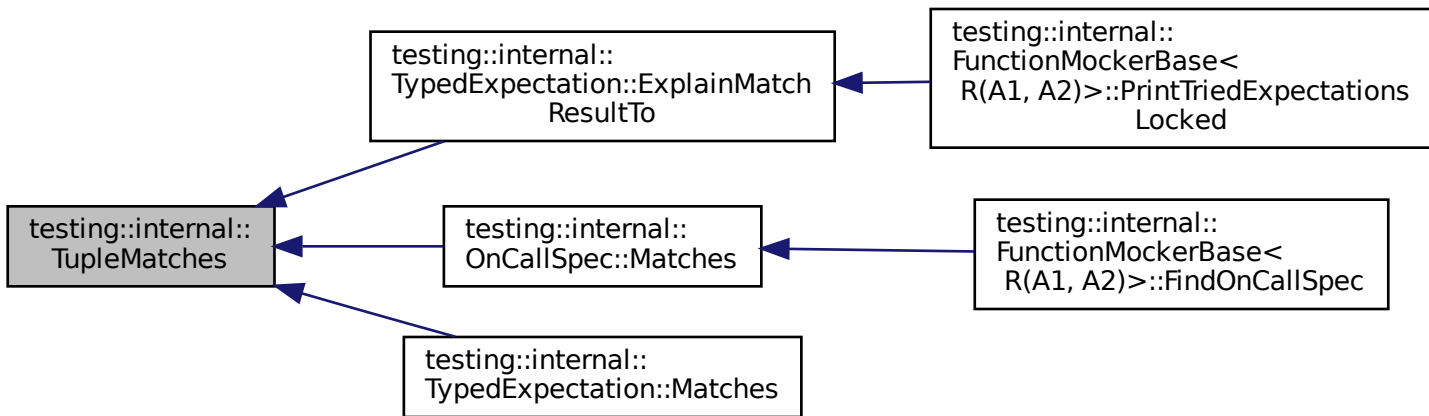 testing::internal::
TupleMatches
testing::internal::
TypedExpectation::ExplainMatch
ResultTo
testing::internal::
FunctionMockerBase<
R(A1, A2)>::PrintTriedExpectations
Locked
testing::internal::
OnCallSpec::Matches
testing::internal::
FunctionMockerBase<
R(A1, A2)>::FindOnCallSpec
testing::internal::
TypedExpectation::Matches